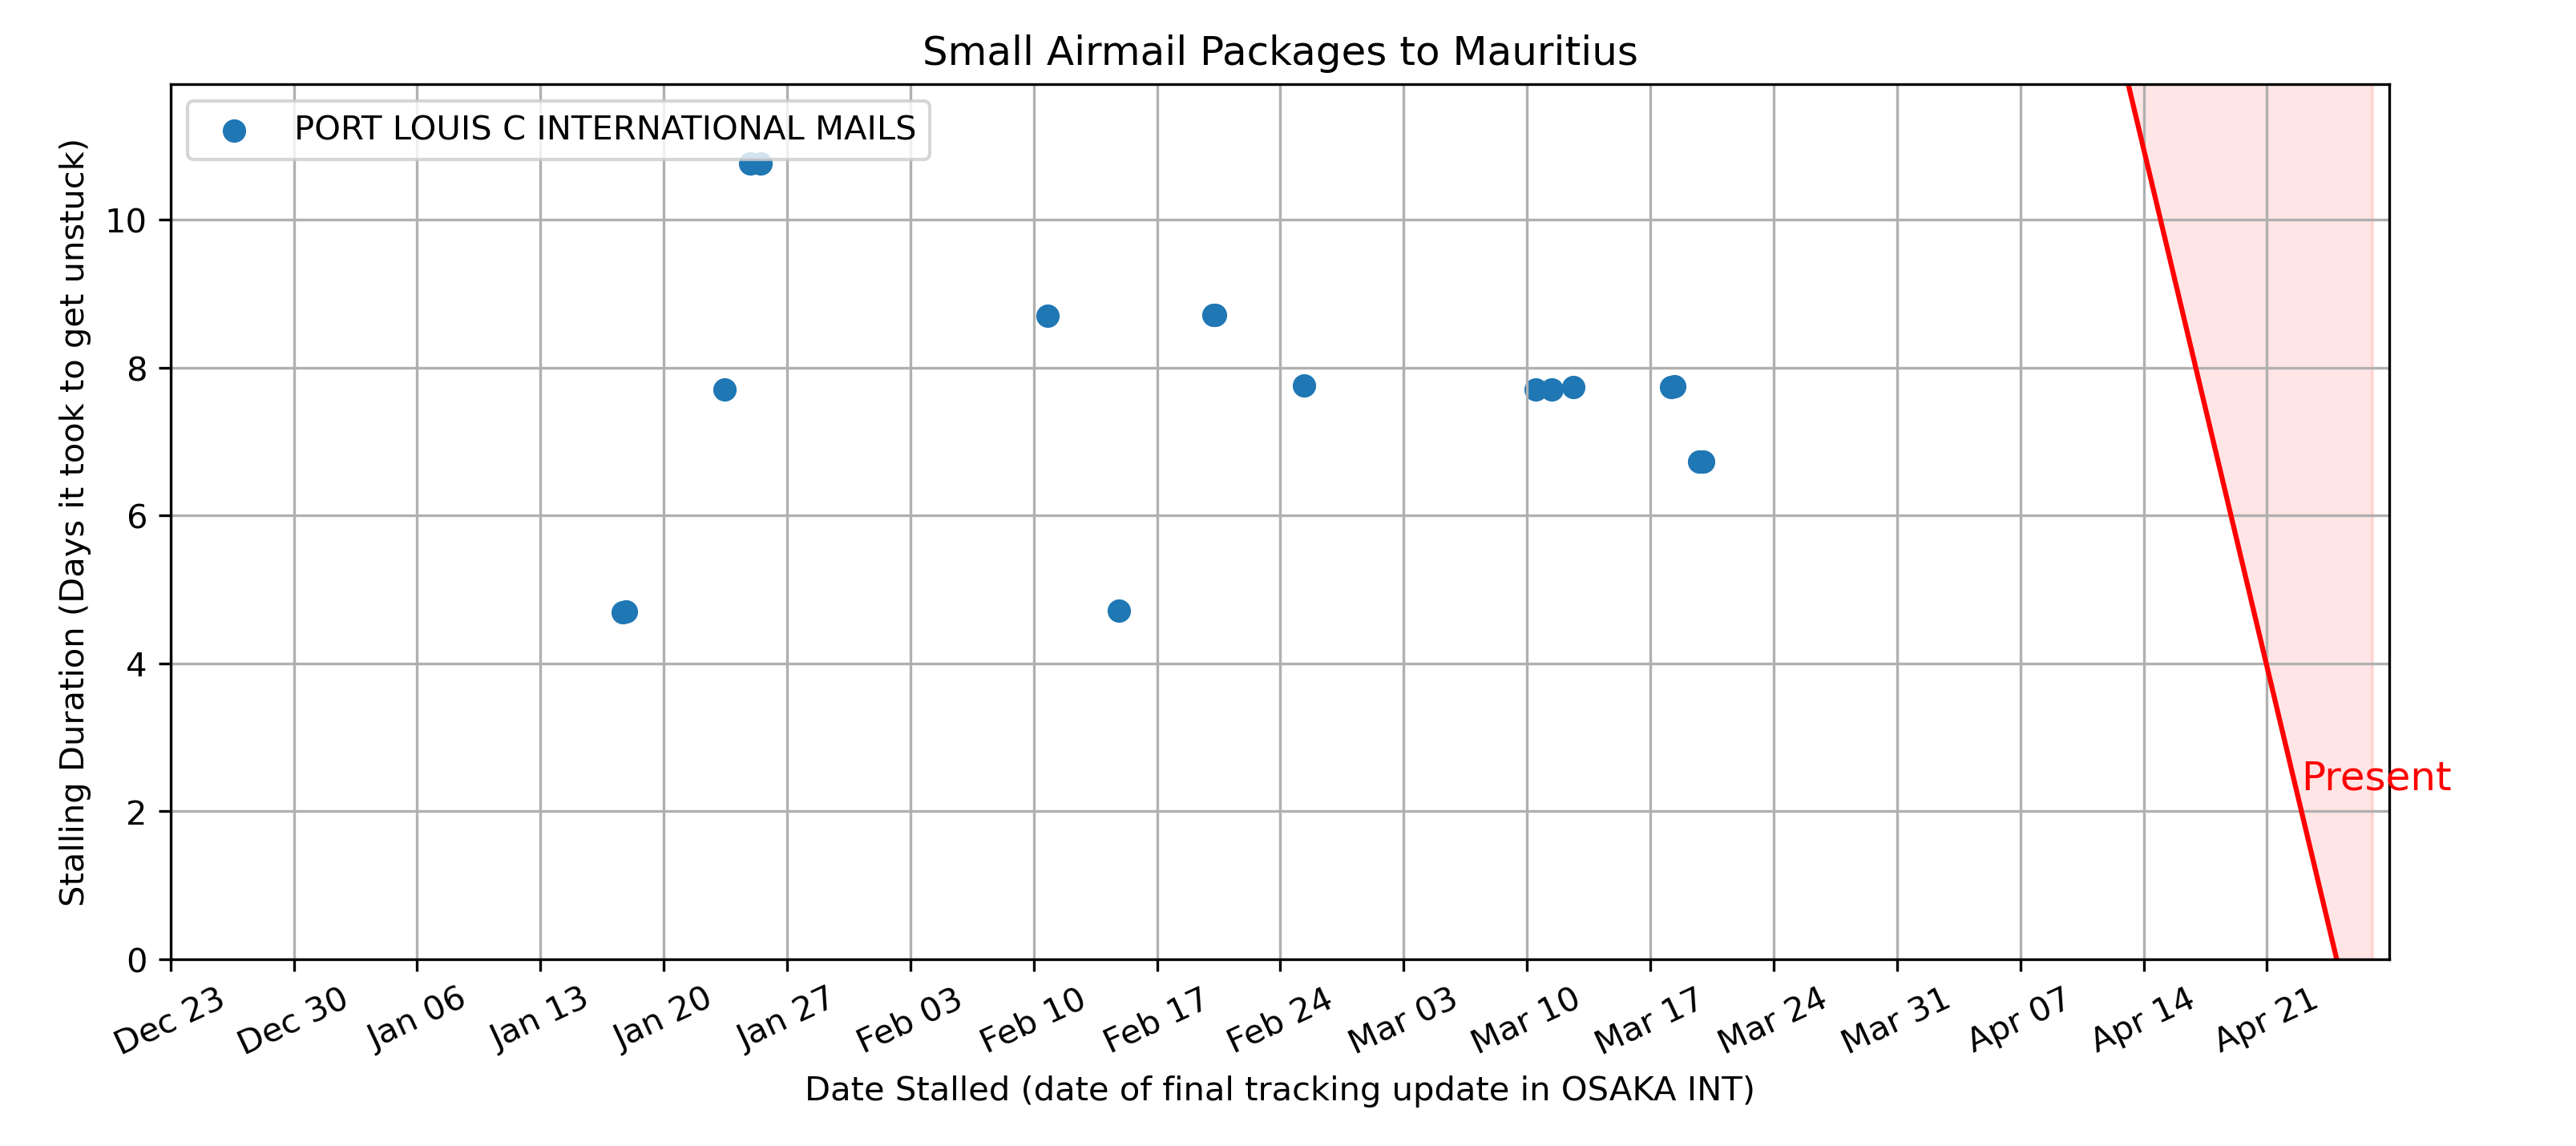 Small Airmail Packages to Mauritius
PORT LOUIS C INTERNATIONAL MAILS
Stalling Duration (Days it took to get unstuck)
10
8
6
4
2
0
Present
Dec 23
Dec 30
Jan 06
Jan 13
Jan 20
Jan 27
Feb 03
Feb 10
Feb 17
Feb 24
Mar 03
Mar 10
Mar 17
Mar 24
Mar 31
Apr 07
Apr 14
Apr 21
Date Stalled (date of final tracking update in OSAKA INT)